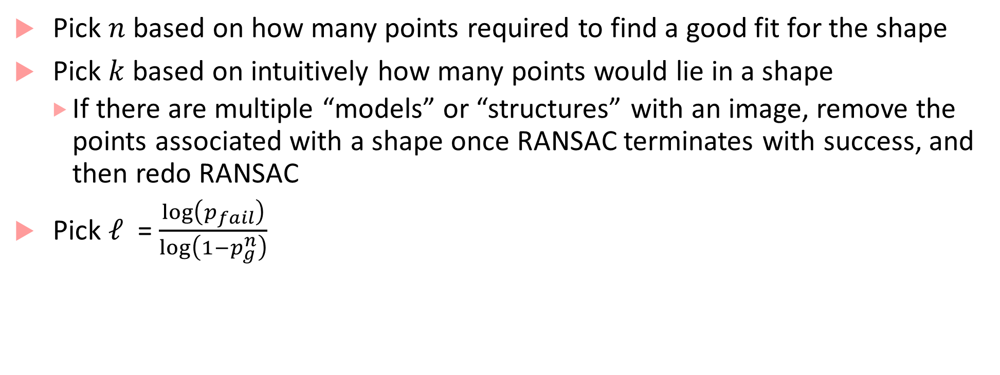 ▶ Pick 𝑛 based on how many points required to find a good fit for the shape
▶ Pick 𝑘 based on intuitively how many points would lie in a shape
▶ If there are multiple “models” or “structures” with an image, remove the
points associated with a shape once RANSAC terminates with success, and
then redo RANSAC
▶ Pick ℓ = \frac{\log(p_{fail})}{\log(1-p_g^n)}